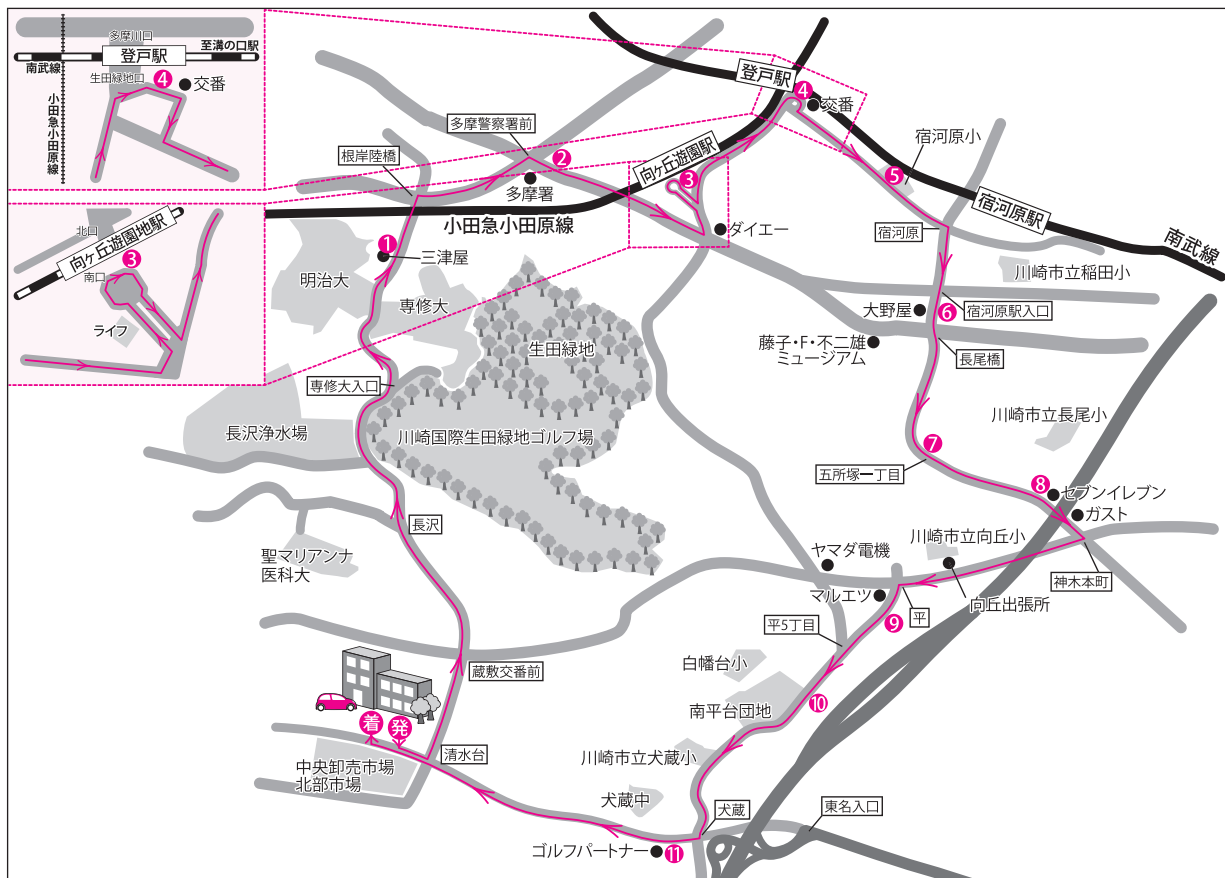 多摩川口
登戸駅
至溝の口駅
南武線
生田緑地口
4
交番
小田急小田原線
北口
向ヶ丘遊園地駅
3
南口
ライフ
登戸駅
4
交番
多摩警察署前
2
根岸陸橋
多摩署
向ヶ丘遊園駅
3
小田急小田原線
宿河原小
5
宿河原駅
宿河原
南武線
ダイエー
1
三津屋
明治大
専修大
川崎市立稲田小
大野屋
6
宿河原駅入口
生田緑地
藤子・F・不二雄
ミュージアム
長尾橋
専修大入口
川崎市立長尾小
長沢浄水場
川崎国際生田緑地ゴルフ場
7
五所塚一丁目
8
セブンイレブン
ガスト
長沢
川崎市立向丘小
聖マリアンナ
医科大
ヤマダ電機
神木本町
マルエツ
平
向丘出張所
9
平5丁目
白幡台小
蔵敷交番前
10
南平台団地
着
発
清水台
川崎市立犬蔵小
中央卸売市場
北部市場
犬蔵中
犬蔵
東名入口
ゴルフパートナー
11